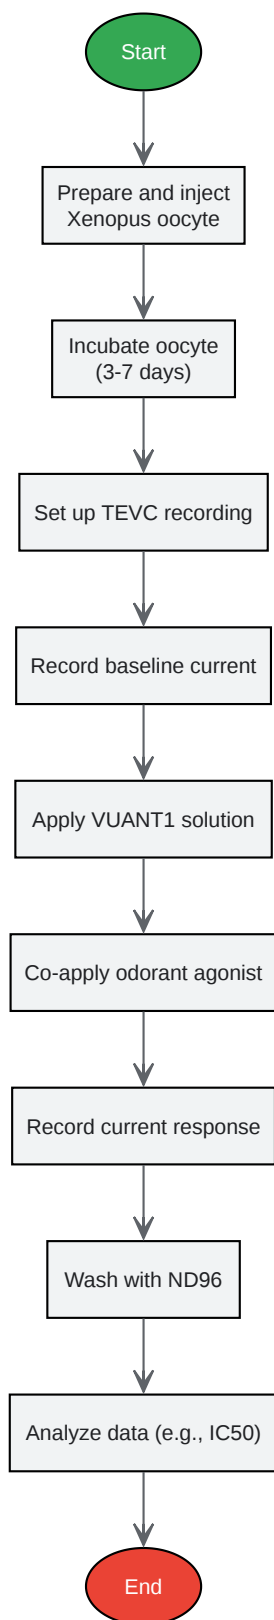 Start
Prepare and inject
Xenopus oocyte
Incubate oocyte
(3-7 days)
Set up TEVC recording
Record baseline current
Apply VUANT1 solution
Co-apply odorant agonist
Record current response
Wash with ND96
Analyze data (e.g., IC50)
End